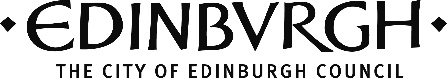 ·EDINBVRGH·
THE CITY OF EDINBURGH COUNCIL